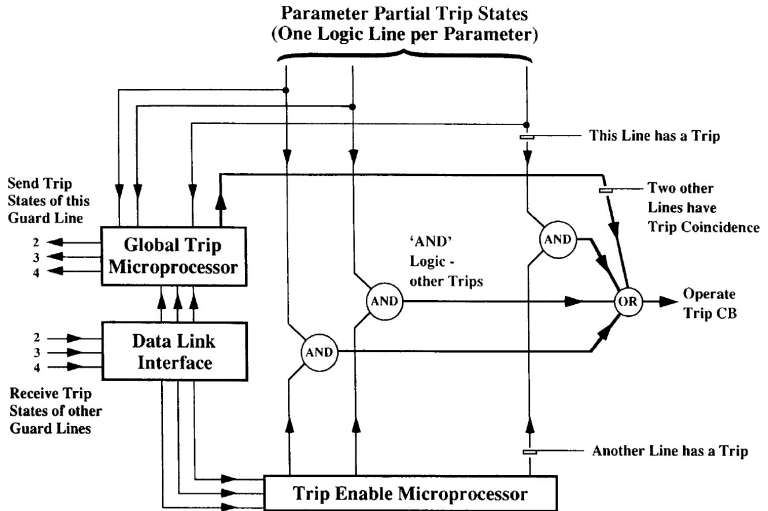 Parameter Partial Trip States
(One Logic Line per Parameter)
This Line has a Trip
Send Trip
States of this
Guard Line
Two other
Lines have
Trip Coincidence
2
3
4
Global Trip
Microprocessor
'AND'
Logic -
other Trips
AND
AND
OR
Operate
Trip CB
2
3
4
Data Link
Interface
AND
Receive Trip
States of other
Guard Lines
Another Line has a Trip
Trip Enable Microprocessor